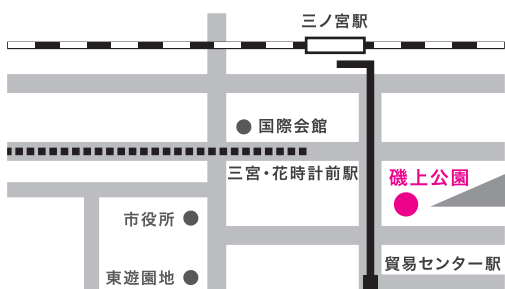 三ノ宮駅
国際会館
三宮・花時計前駅
磯上公園
市役所
貿易センター駅
東遊園地